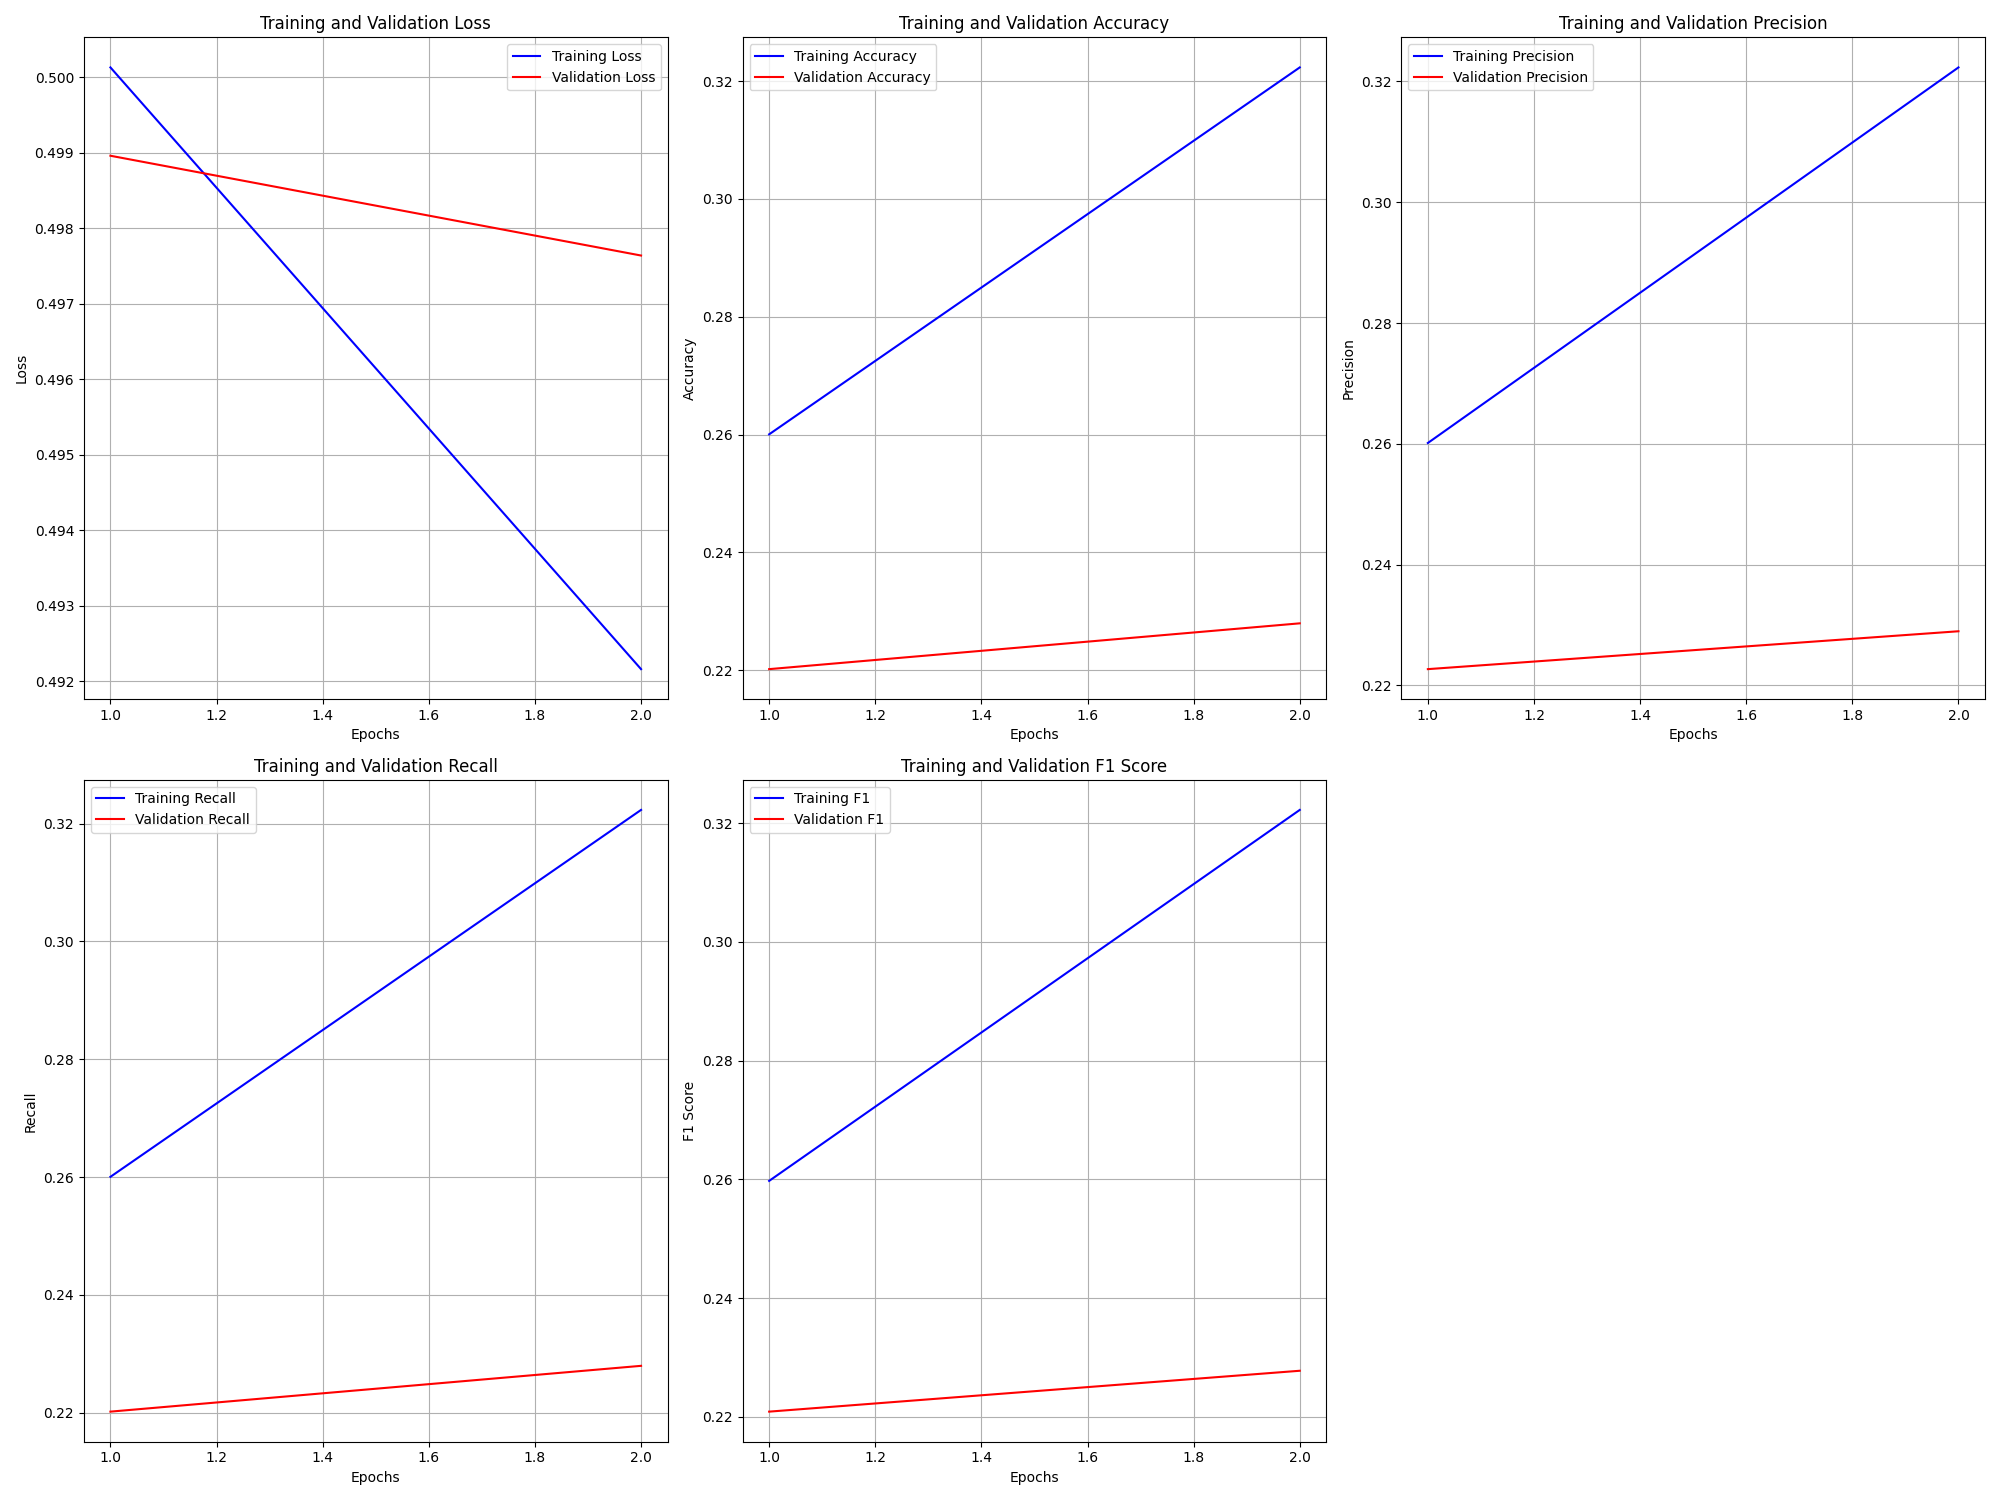 Training and Validation Loss
Training Loss
Validation Loss
0.500
0.499
0.498
0.497
0.496
0.495
0.494
0.493
0.492
Loss
1.0 1.2 1.4 1.6 1.8 2.0
Epochs
Training and Validation Accuracy
Training Accuracy
Validation Accuracy
0.32
0.30
0.28
0.26
0.24
0.22
Accuracy
1.0 1.2 1.4 1.6 1.8 2.0
Epochs
Training and Validation Precision
Training Precision
Validation Precision
0.32
0.30
0.28
0.26
0.24
0.22
Precision
1.0 1.2 1.4 1.6 1.8 2.0
Epochs
Training and Validation Recall
Training Recall
Validation Recall
0.32
0.30
0.28
0.26
0.24
0.22
Recall
1.0 1.2 1.4 1.6 1.8 2.0
Epochs
Training and Validation F1 Score
Training F1
Validation F1
0.32
0.30
0.28
0.26
0.24
0.22
F1 Score
1.0 1.2 1.4 1.6 1.8 2.0
Epochs